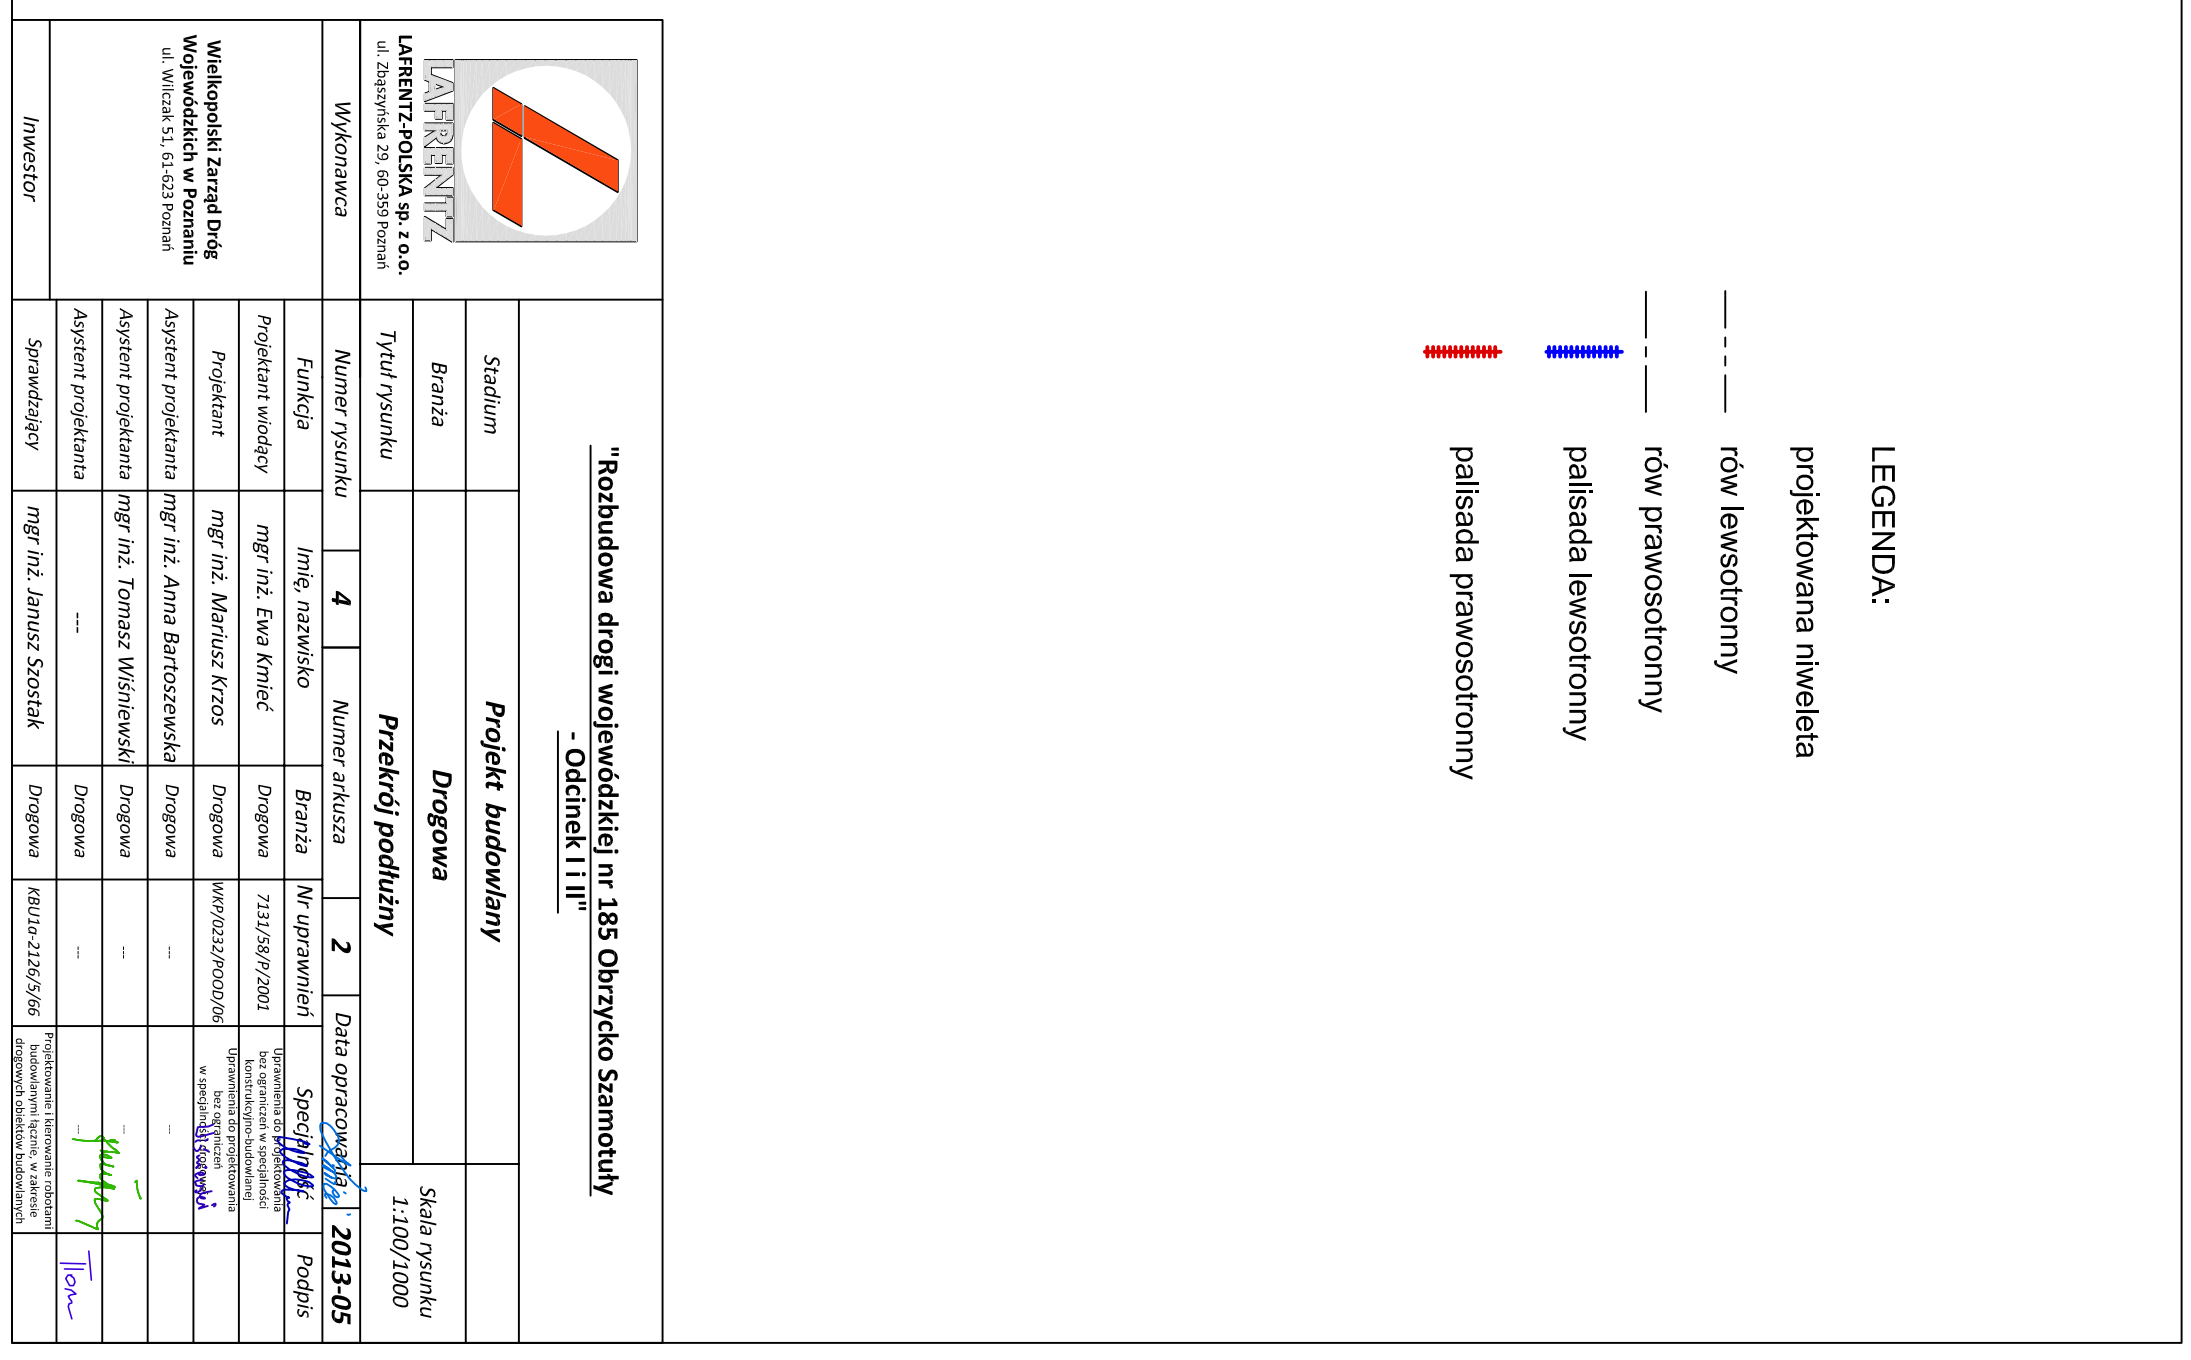 LEGENDA:
projektowana niweleta
rów lewsotronny
rów prawosotronny
palisada lewsotronny
palisada prawosotronny
LAFRENTZ
LAFRENTZ-POLSKA sp. z o.o.
ul. Zbąszyńska 29, 60-359 Poznań
"Rozbudowa drogi wojewódzkiej nr 185 Obrzycko Szamotuły
- Odcinek I i II"
Stadium Projekt budowlany
Branża Drogowa
Skala rysunku
1:100/1000
Tytuł rysunku Przekrój podłużny
Wykonawca Numer rysunku 4 Numer arkusza 2 Data opracowania 2013-05
Wielkopolski Zarząd Dróg
Wojewódzkich w Poznaniu
ul. Wilczak 51, 61-623 Poznań
Funkcja Imię, nazwisko Branża Nr uprawnień Specjalność Podpis
Projektant wiodący mgr inż. Ewa Kmieć Drogowa 7131/58/P/2001
Uprawnienia do projektowania
bez ograniczeń w specjalności
konstrukcyjno-budowlanej
Projektant mgr inż. Mariusz Krzos Drogowa WKP/0232/POOD/06
Uprawnienia do projektowania
bez ograniczeń
w specjalności drogowej
Asystent projektanta mgr inż. Anna Bartoszewska Drogowa --- ---
Asystent projektanta mgr inż. Tomasz Wiśniewski Drogowa --- ---
Asystent projektanta --- Drogowa --- ---
Inwestor
Sprawdzający mgr inż. Janusz Szostak Drogowa KBU1a-2126/5/66
Projektowanie i kierowanie robotami
budowlanymi łącznie, w zakresie
drogowych obiektów budowlanych